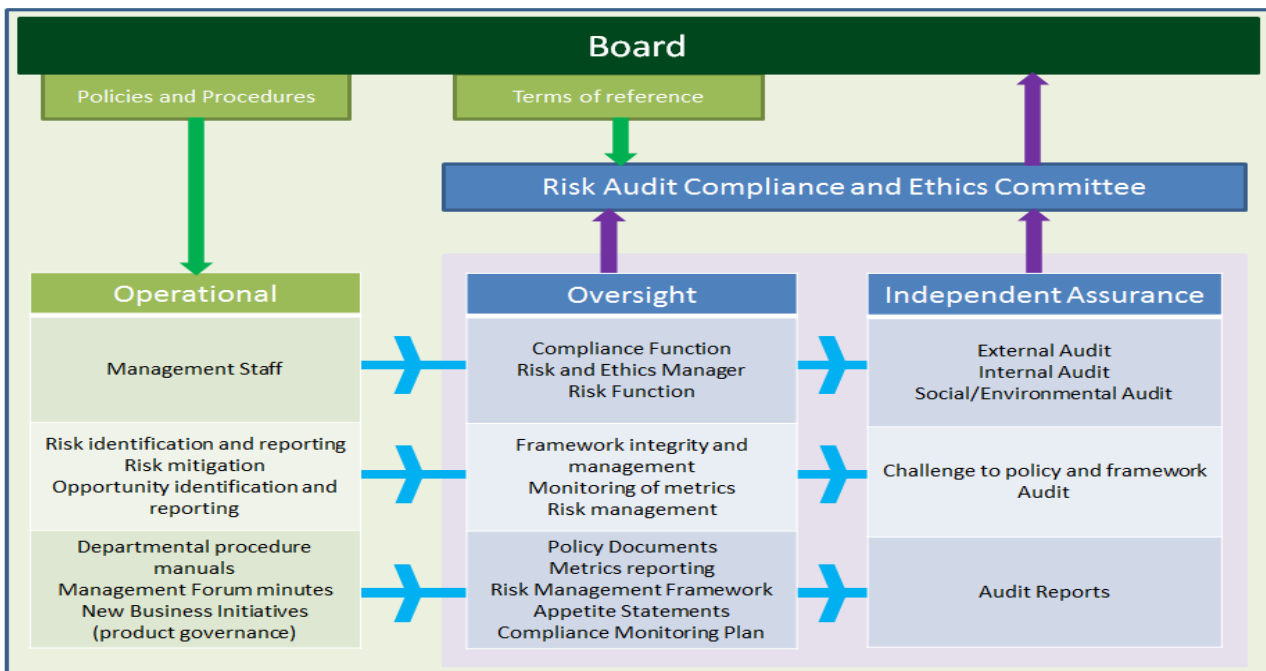 Board
Policies and Procedures
Terms of reference
Risk Audit Compliance and Ethics Committee
Operational
Oversight
Independent Assurance
Management Staff
Compliance Function
Risk and Ethics Manager
Risk Function
External Audit
Internal Audit
Social/Environmental Audit
Risk identification and reporting
Risk mitigation
Opportunity identification and
reporting
Framework integrity and
management
Monitoring of metrics
Risk management
Challenge to policy and framework
Audit
Departmental procedure
manuals
Management Forum minutes
New Business Initiatives
(product governance)
Policy Documents
Metrics reporting
Risk Management Framework
Appetite Statements
Compliance Monitoring Plan
Audit Reports